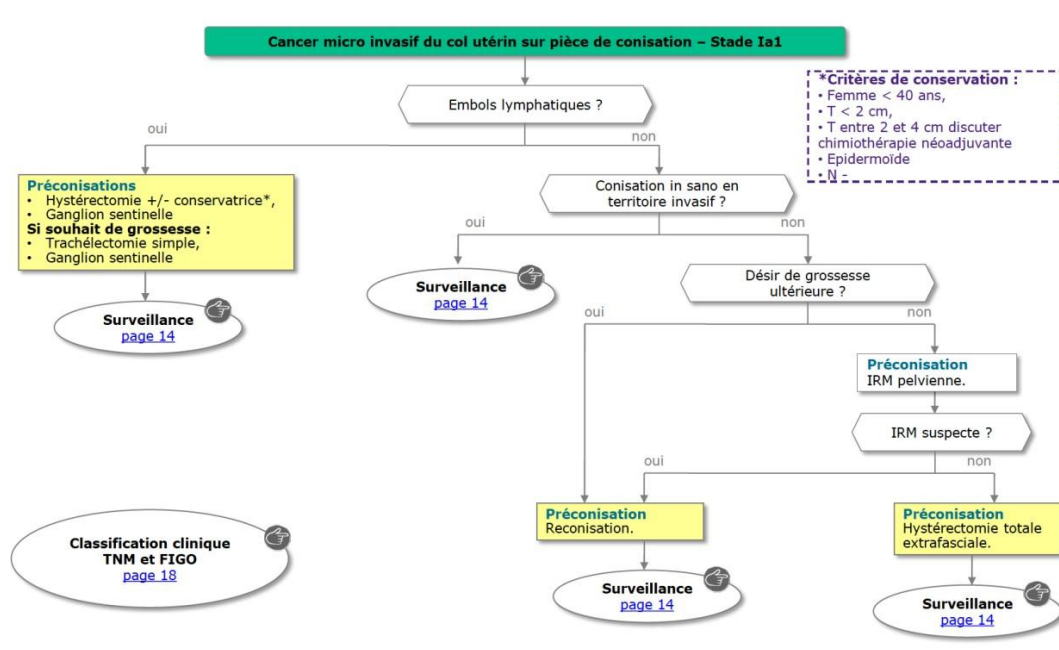 Cancer micro invasif du col utérin sur pièce de conisation – Stade Ia1
*Critères de conservation :
• Femme < 40 ans,
• T < 2 cm,
• T entre 2 et 4 cm discuter
chimiothérapie néoadjuvante
• Epidermoïde
• N -
Embols lymphatiques ?
oui
non
Préconisations
• Hystérectomie +/- conservatrice*,
• Ganglion sentinelle
Si souhait de grossesse :
• Trachélectomie simple,
• Ganglion sentinelle
Surveillance
page 14
Conisation in sano en
territoire invasif ?
oui
non
Surveillance
page 14
Désir de grossesse
ultérieure ?
oui
non
Préconisation
IRM pelvienne.
IRM suspecte ?
oui
non
Préconisation
Reconisation.
Surveillance
page 14
Préconisation
Hystérectomie totale
extrafasciale.
Surveillance
page 14
Classification clinique
TNM et FIGO
page 18